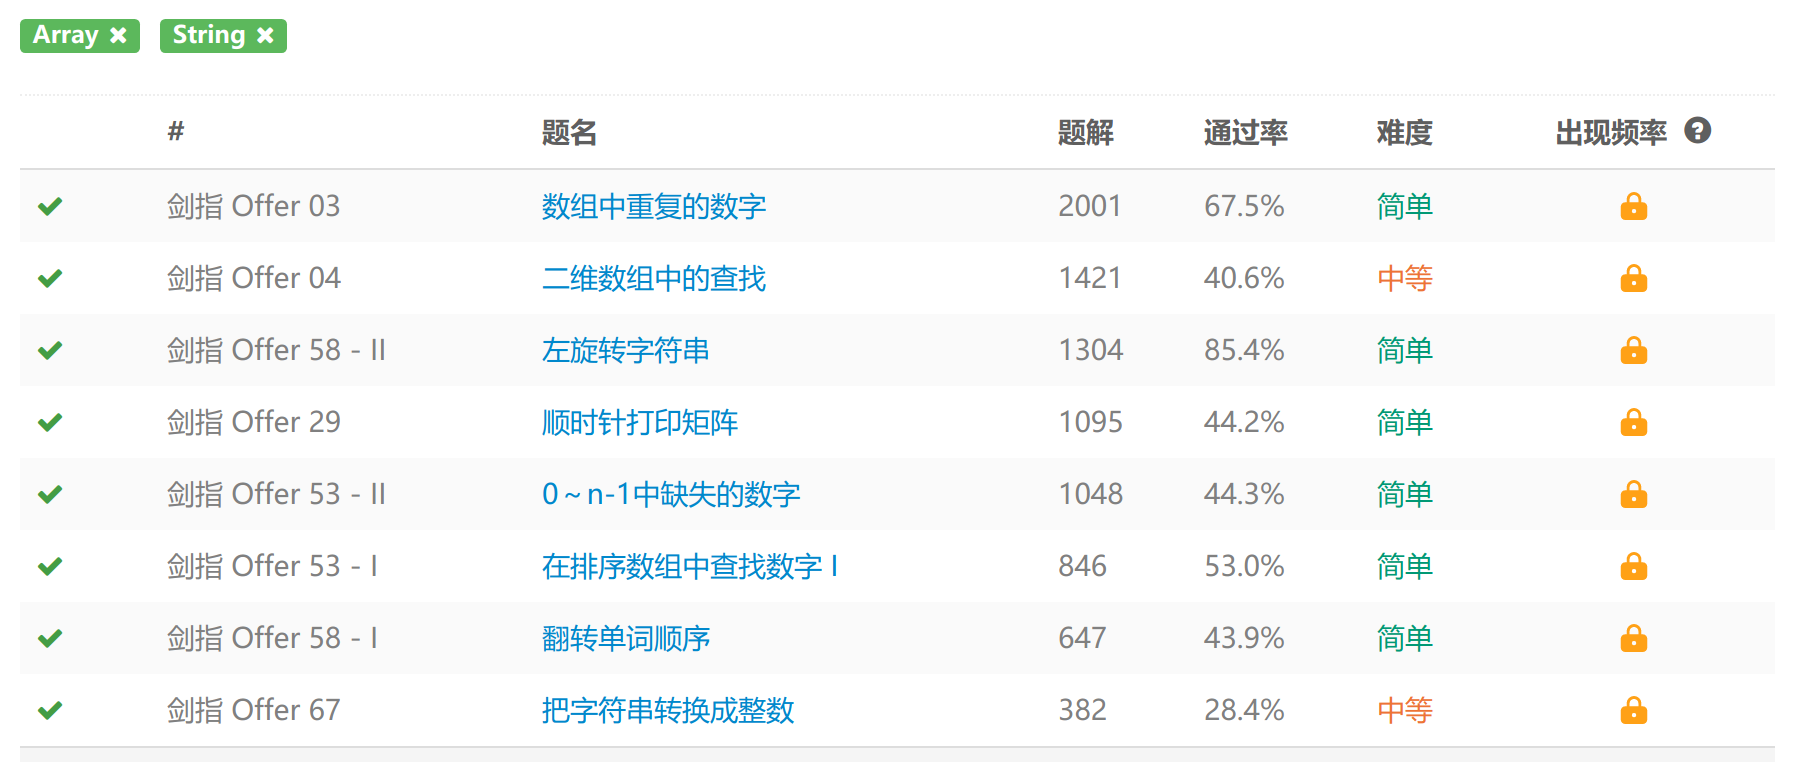 Array ✖ String ✖
# 题名 题解 通过率 难度 出现频率 ?
剑指 Offer 03 数组中重复的数字 2001 67.5% 简单
剑指 Offer 04 二维数组中的查找 1421 40.6% 中等
剑指 Offer 58 - II 左旋转字符串 1304 85.4% 简单
剑指 Offer 29 顺时针打印矩阵 1095 44.2% 简单
剑指 Offer 53 - II 0～n-1中缺失的数字 1048 44.3% 简单
剑指 Offer 53 - I 在排序数组中查找数字 I 846 53.0% 简单
剑指 Offer 58 - I 翻转单词顺序 647 43.9% 简单
剑指 Offer 67 把字符串转换成整数 382 28.4% 中等